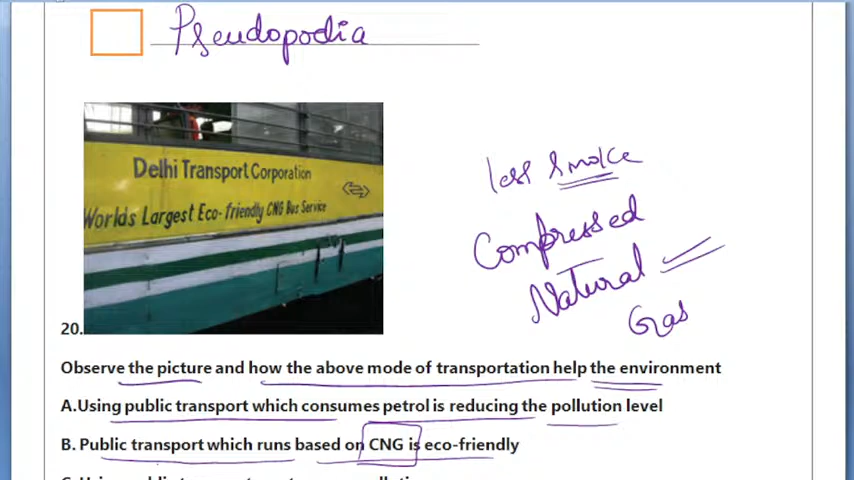 Pseudopodia
Delhi Transport Corporation
Worlds Largest Eco-friendly CNG Bus Service
less smoke
Compressed
Natural
Gas
20.
Observe the picture and how the above mode of transportation help the environment
A.Using public transport which consumes petrol is reducing the pollution level
B. Public transport which runs based on CNG is eco-friendly